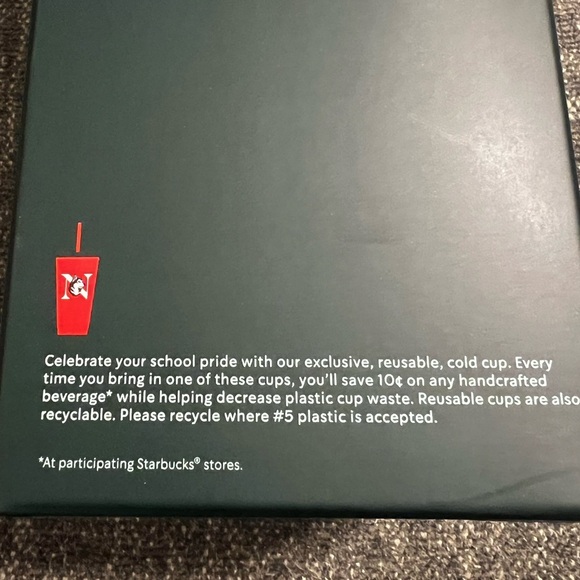 N
Celebrate your school pride with our exclusive, reusable, cold cup. Every
time you bring in one of these cups, you'll save 10¢ on any handcrafted
beverage* while helping decrease plastic cup waste. Reusable cups are also
recyclable. Please recycle where #5 plastic is accepted.
*At participating Starbucks® stores.